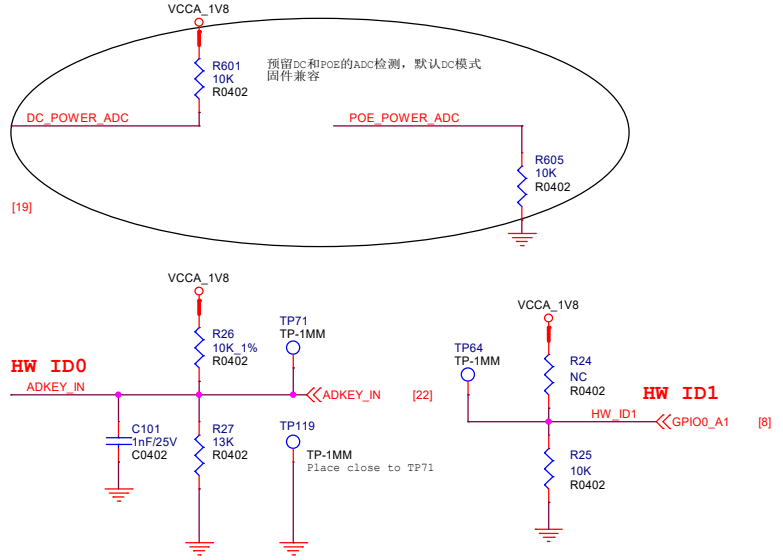 VCCA_1V8
R601
10K
R0402
预留DC和POE的ADC检测，默认DC模式
固件兼容
DC_POWER_ADC
POE_POWER_ADC
R605
10K
R0402
[19]
VCCA_1V8
R26
10K_1%
R0402
TP71
TP-1MM
HW ID0
ADKEY_IN
ADKEY_IN
[22]
C101
1nF/25V
C0402
R27
13K
R0402
TP119
TP-1MM
Place close to TP71
VCCA_1V8
TP64
TP-1MM
R24
NC
R0402
HW ID1
HW_ID1
GPIO0_A1
[8]
R25
10K
R0402